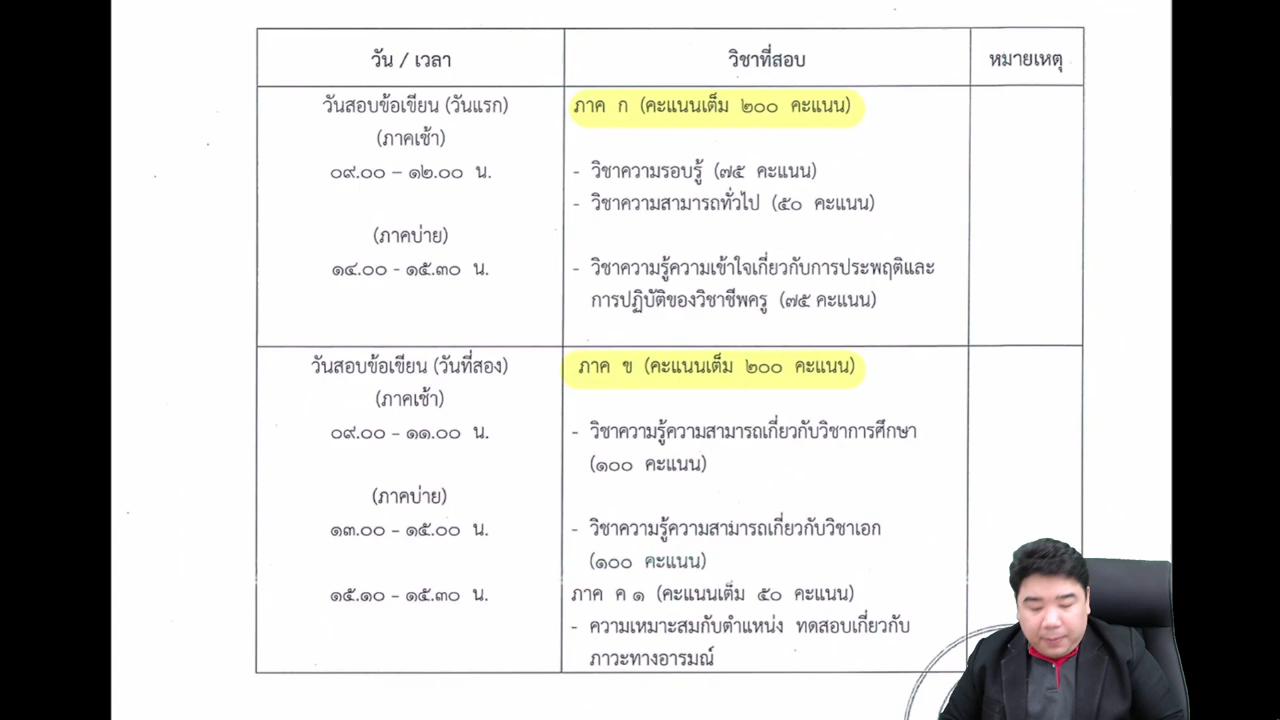 วัน / เวลา
วิชาที่สอบ
หมายเหตุ
วันสอบข้อเขียน (วันแรก)
(ภาคเช้า)
๐๙.๐๐ – ๑๒.๐๐ น.
(ภาคบ่าย)
๑๔.๐๐ - ๑๕.๓๐ น.
ภาค ก (คะแนนเต็ม ๒๐๐ คะแนน)
- วิชาความรอบรู้ (๗๕ คะแนน)
- วิชาความสามารถทั่วไป (๕๐ คะแนน)
- วิชาความรู้ความเข้าใจเกี่ยวกับการประพฤติและ
การปฏิบัติของวิชาชีพครู (๗๕ คะแนน)
วันสอบข้อเขียน (วันที่สอง)
(ภาคเช้า)
๐๙.๐๐ - ๑๑.๐๐ น.
(ภาคบ่าย)
๑๓.๐๐ - ๑๕.๐๐ น.
๑๕.๑๐ - ๑๕.๓๐ น.
ภาค ข (คะแนนเต็ม ๒๐๐ คะแนน)
- วิชาความรู้ความสามารถเกี่ยวกับวิชาการศึกษา
(๑๐๐ คะแนน)
- วิชาความรู้ความสามารถเกี่ยวกับวิชาเอก
(๑๐๐ คะแนน)
ภาค ค ๑ (คะแนนเต็ม ๕๐ คะแนน)
- ความเหมาะสมกับตำแหน่ง ทดสอบเกี่ยวกับ
ภาวะทางอารมณ์